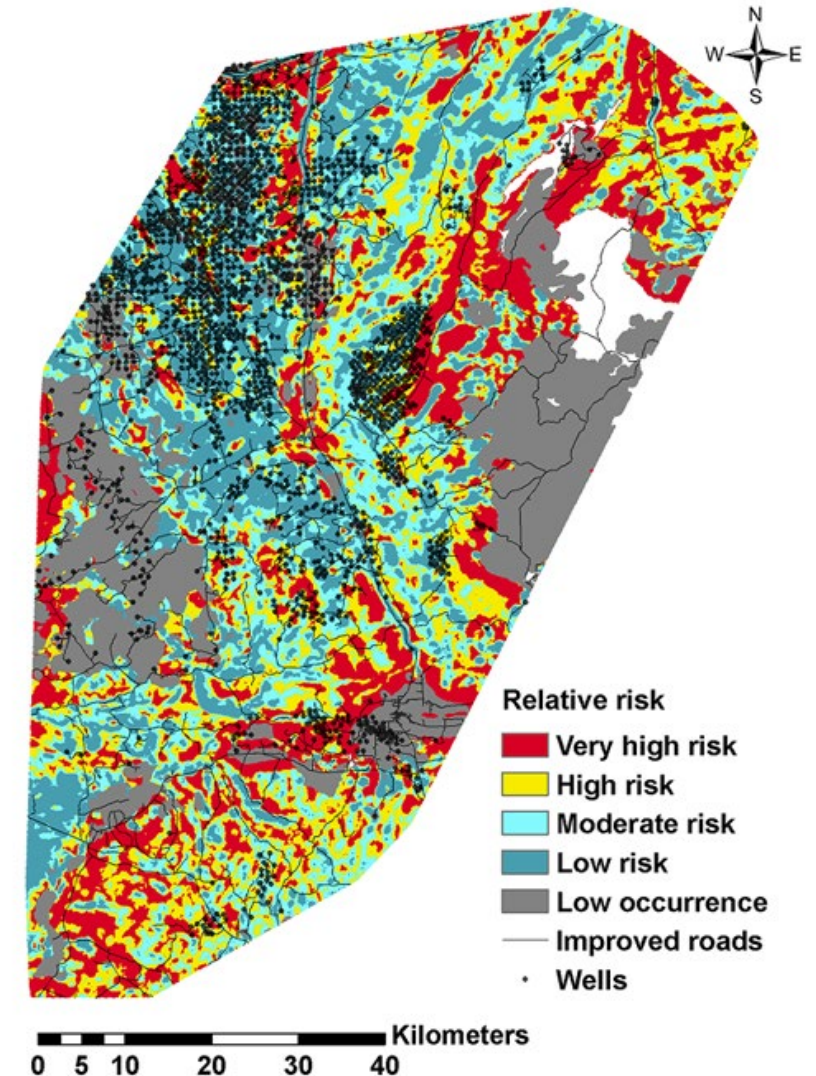 N
W E
S
Relative risk
Very high risk
High risk
Moderate risk
Low risk
Low occurrence
Improved roads
Wells
Kilometers
0 5 10 20 30 40